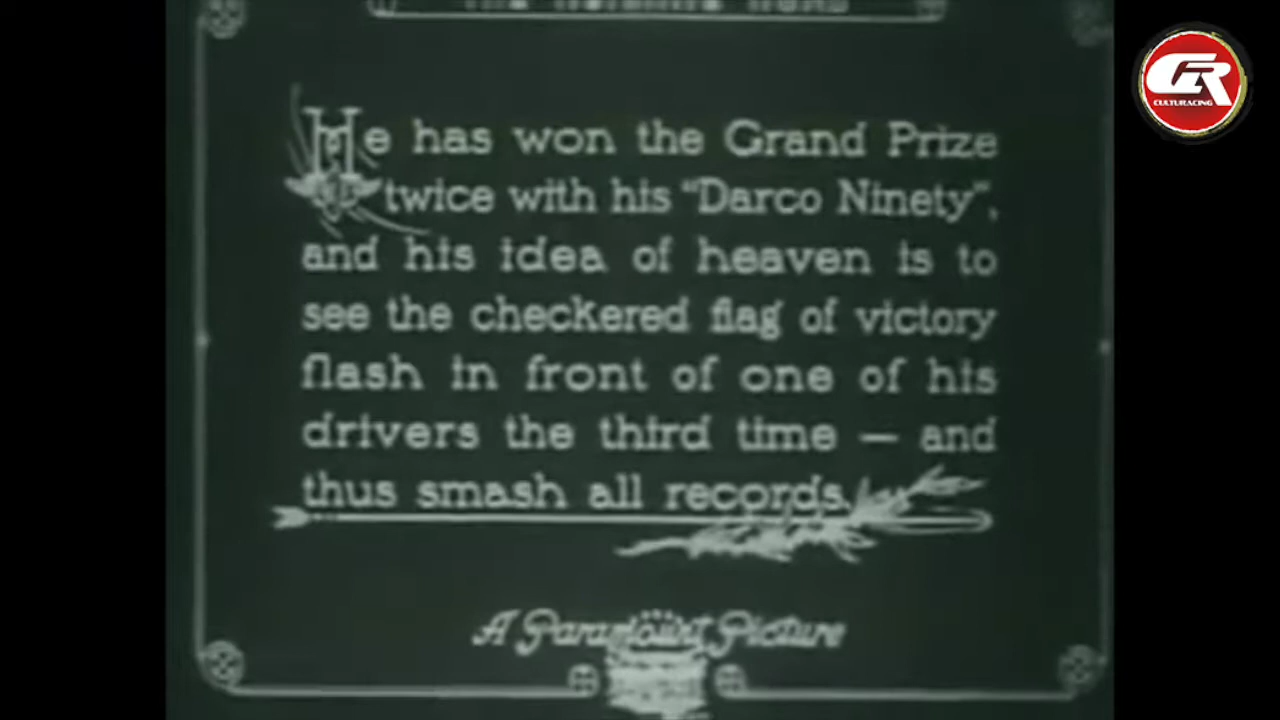 He has won the Grand Prize
twice with his "Darco Ninety",
and his idea of heaven is to
see the checkered flag of victory
flash in front of one of his
drivers the third time — and
thus smash all records.
A Paramount Picture
CR
CULTURACING